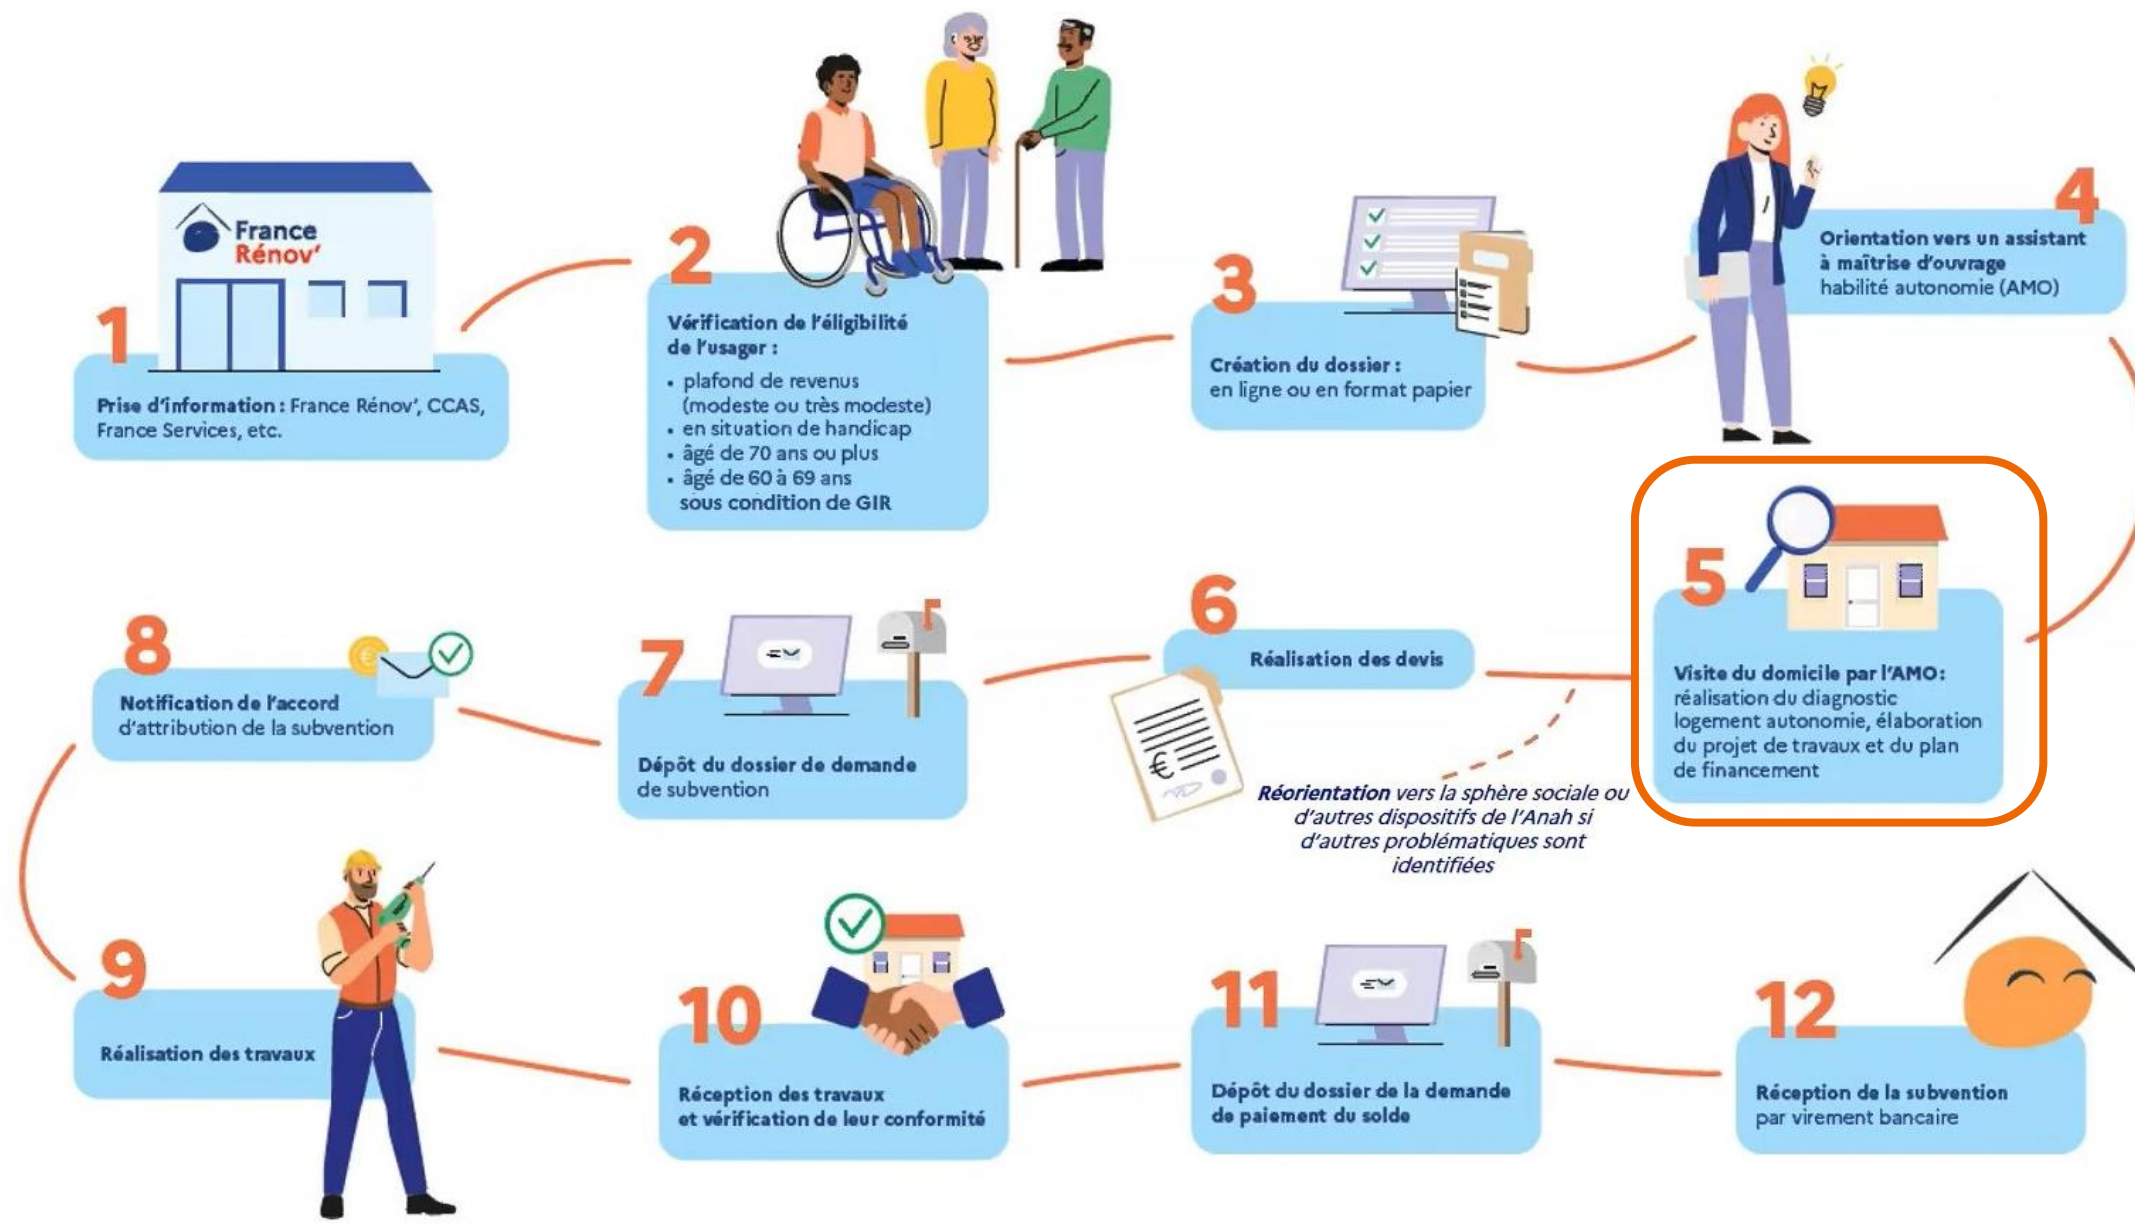 France
Rénov’
1
Prise d’information : France Rénov’, CCAS,
France Services, etc.
2
Vérification de l’éligibilité
de l’usager :
• plafond de revenus
(modeste ou très modeste)
• en situation de handicap
• âgé de 70 ans ou plus
• âgé de 60 à 69 ans
sous condition de GIR
3
Création du dossier :
en ligne ou en format papier
4
Orientation vers un assistant
à maîtrise d’ouvrage
habilité autonomie (AMO)
5
Visite du domicile par l’AMO :
réalisation du diagnostic
logement autonomie, élaboration
du projet de travaux et du plan
de financement
6
Réalisation des devis
€
Réorientation vers la sphère sociale ou
d’autres dispositifs de l’Anah si
d’autres problématiques sont
identifiées
7
Dépôt du dossier de demande
de subvention
8
€
Notification de l’accord
d’attribution de la subvention
9
Réalisation des travaux
10
Réception des travaux
et vérification de leur conformité
11
Dépôt du dossier de la demande
de paiement du solde
12
Réception de la subvention
par virement bancaire